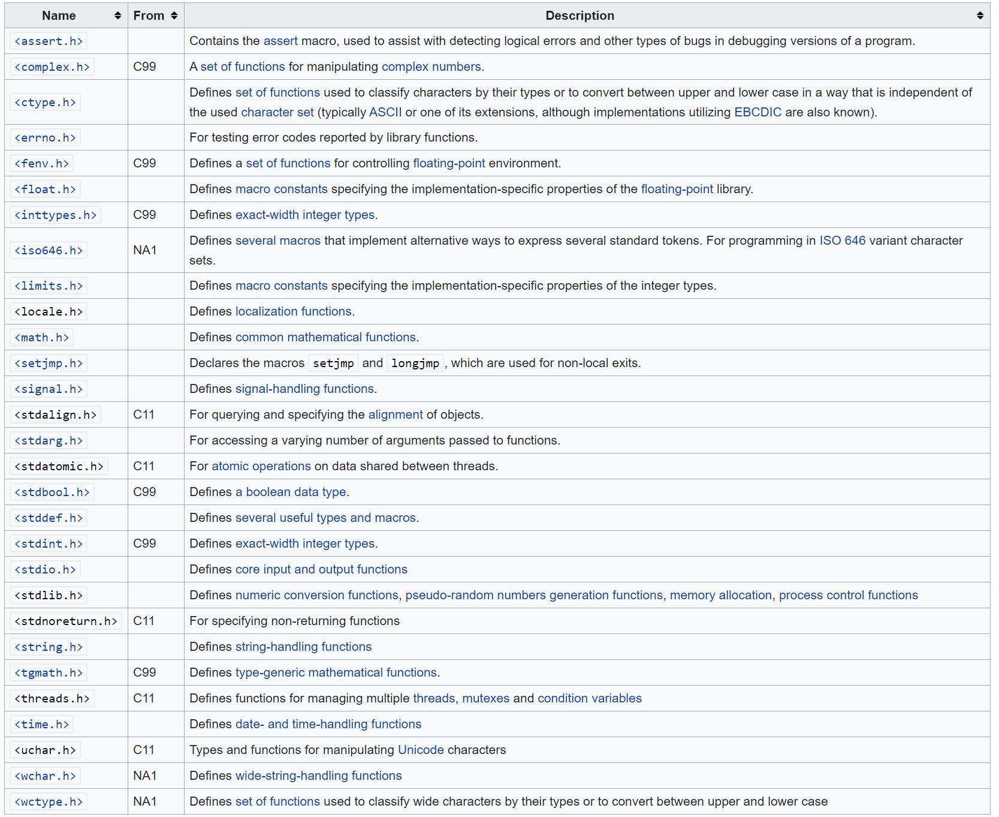 Name From Description
<assert.h> Contains the assert macro, used to assist with detecting logical errors and other types of bugs in debugging versions of a program.
<complex.h> C99 A set of functions for manipulating complex numbers.
<ctype.h> Defines set of functions used to classify characters by their types or to convert between upper and lower case in a way that is independent of
the used character set (typically ASCII or one of its extensions, although implementations utilizing EBCDIC are also known).
<errno.h> For testing error codes reported by library functions.
<fenv.h> C99 Defines a set of functions for controlling floating-point environment.
<float.h> Defines macro constants specifying the implementation-specific properties of the floating-point library.
<inttypes.h> C99 Defines exact-width integer types.
<iso646.h> NA1 Defines several macros that implement alternative ways to express several standard tokens. For programming in ISO 646 variant character
sets.
<limits.h> Defines macro constants specifying the implementation-specific properties of the integer types.
<locale.h> Defines localization functions.
<math.h> Defines common mathematical functions.
<setjmp.h> Declares the macros setjmp and longjmp, which are used for non-local exits.
<signal.h> Defines signal-handling functions.
<stdalign.h> C11 For querying and specifying the alignment of objects.
<stdarg.h> For accessing a varying number of arguments passed to functions.
<stdatomic.h> C11 For atomic operations on data shared between threads.
<stdbool.h> C99 Defines a boolean data type.
<stddef.h> Defines several useful types and macros.
<stdint.h> C99 Defines exact-width integer types.
<stdio.h> Defines core input and output functions
<stdlib.h> Defines numeric conversion functions, pseudo-random numbers generation functions, memory allocation, process control functions
<stdnoreturn.h> C11 For specifying non-returning functions
<string.h> Defines string-handling functions
<tgmath.h> C99 Defines type-generic mathematical functions.
<threads.h> C11 Defines functions for managing multiple threads, mutexes and condition variables
<time.h> Defines date- and time-handling functions
<uchar.h> C11 Types and functions for manipulating Unicode characters
<wchar.h> NA1 Defines wide-string-handling functions
<wctype.h> NA1 Defines set of functions used to classify wide characters by their types or to convert between upper and lower case